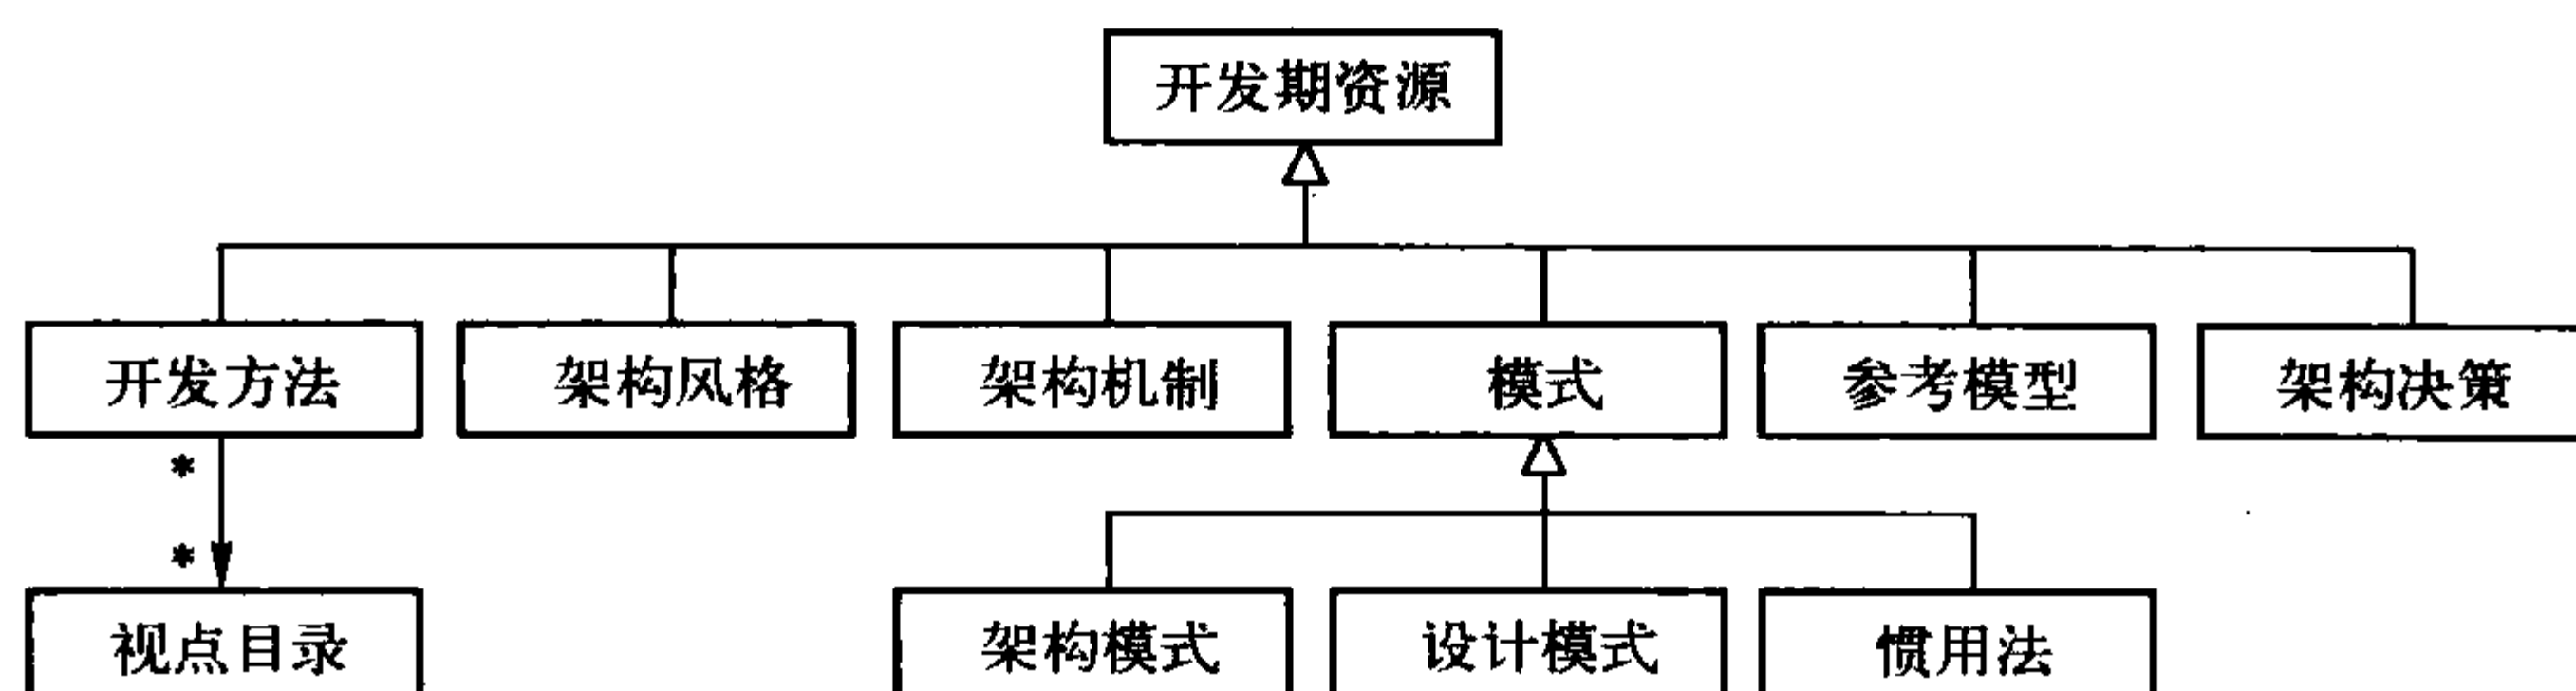 开发期资源
开发方法
架构风格
架构机制
模式
参考模型
架构决策
*
*
视点目录
架构模式
设计模式
惯用法